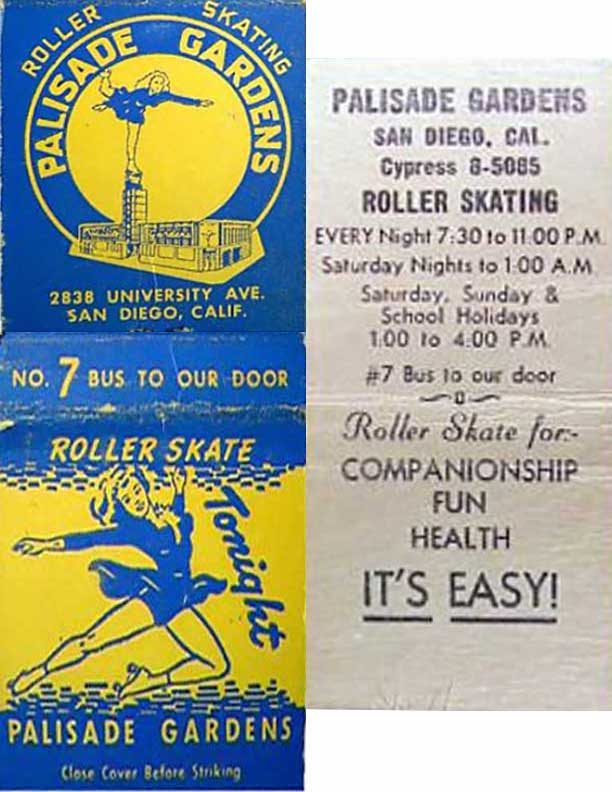 ROLLER SKATING
PALISADE GARDENS
2838 UNIVERSITY AVE.
SAN DIEGO, CALIF.
NO. 7 BUS TO OUR DOOR
ROLLER SKATE
Tonight
PALISADE GARDENS
Close Cover Before Striking
PALISADE GARDENS
SAN DIEGO, CAL.
Cypress 8-5085
ROLLER SKATING
EVERY Night 7:30 to 11:00 P.M.
Saturday Nights to 1:00 A.M.
Saturday, Sunday &
School Holidays
1:00 to 4:00 P.M.
#7 Bus to our door
Roller Skate for:-
COMPANIONSHIP
FUN
HEALTH
IT'S EASY!